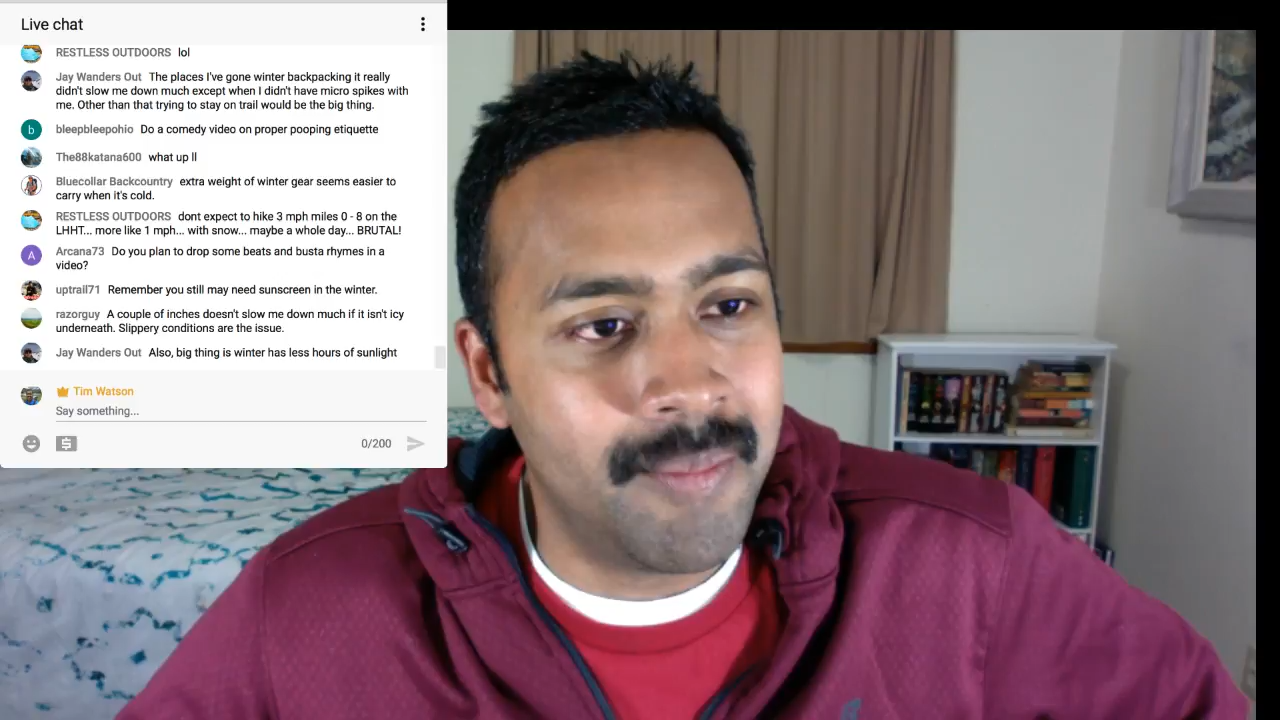 Live chat
RESTLESS OUTDOORS lol
Jay Wanders Out The places I've gone winter backpacking it really
didn't slow me down much except when I didn't have micro spikes with
me. Other than that trying to stay on trail would be the big thing.
b bleepbleepohio Do a comedy video on proper pooping etiquette
The88katana600 what up ll
Bluecollar Backcountry extra weight of winter gear seems easier to
carry when it's cold.
RESTLESS OUTDOORS dont expect to hike 3 mph miles 0 - 8 on the
LHHT... more like 1 mph... with snow... maybe a whole day... BRUTAL!
A Arcana73 Do you plan to drop some beats and busta rhymes in a
video?
uptrail71 Remember you still may need sunscreen in the winter.
razorguy A couple of inches doesn't slow me down much if it isn't icy
underneath. Slippery conditions are the issue.
Jay Wanders Out Also, big thing is winter has less hours of sunlight
Tim Watson
Say something...
$ 0/200